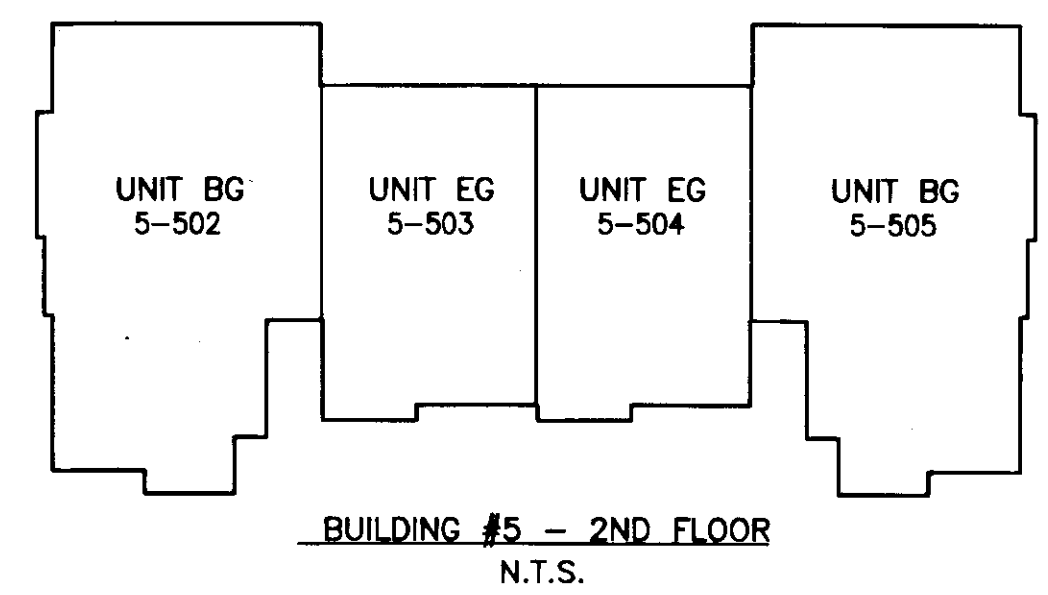 UNIT BG
5-502
UNIT EG
5-503
UNIT EG
5-504
UNIT BG
5-505
BUILDING #5 - 2ND FLOOR
N.T.S.